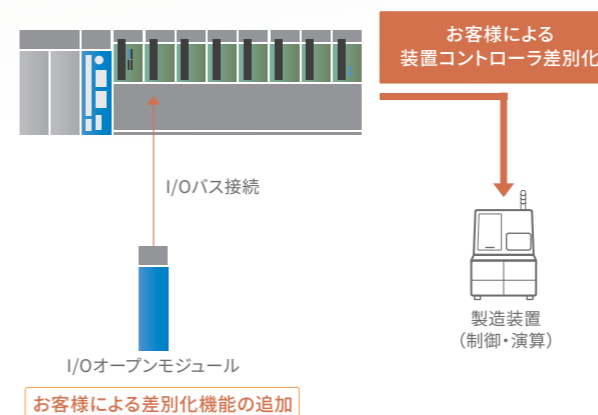 お客様による
装置コントローラ差別化
I/Oバス接続
製造装置
(制御・演算)
I/Oオープンモジュール
お客様による差別化機能の追加